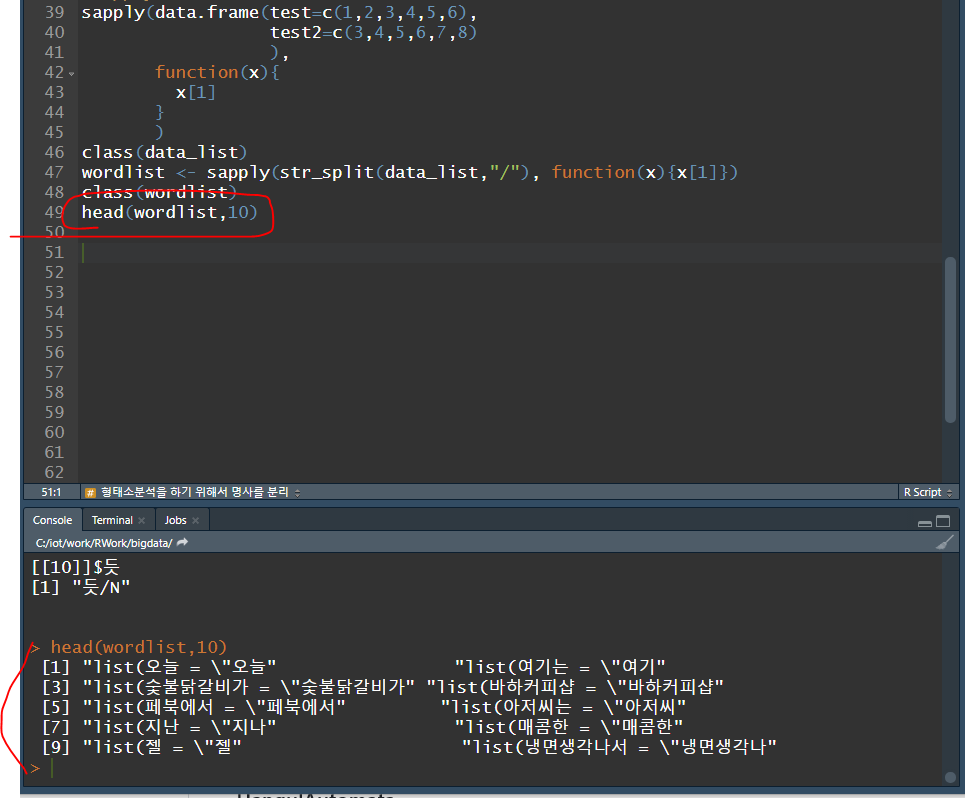 39 sapply(data.frame(test=c(1,2,3,4,5,6),
40 test2=c(3,4,5,6,7,8)
41 ),
42 function(x){
43 x[1]
44 }
45 )
46 class(data_list)
47 wordlist <- sapply(str_split(data_list,"/"), function(x){x[1]})
48 class(wordlist)
49 head(wordlist,10)
50
51
52
53
54
55
56
57
58
59
60
61
62
51:1 # 형태소분석을 하기 위해서 명사를 분리 R Script
Console Terminal Jobs
C:/iot/work/RWork/bigdata/
[[10]]$듯
[1] "듯/N"
> head(wordlist,10)
[1] "list(오늘 = \"오늘" "list(여기는 = \"여기"
[3] "list(숯불닭갈비가 = \"숯불닭갈비가" "list(바하커피샵 = \"바하커피샵"
[5] "list(페북에서 = \"페북에서" "list(아저씨는 = \"아저씨"
[7] "list(지난 = \"지나" "list(매콤한 = \"매콤한"
[9] "list(젤 = \"젤" "list(냉면생각나서 = \"냉면생각나"
>